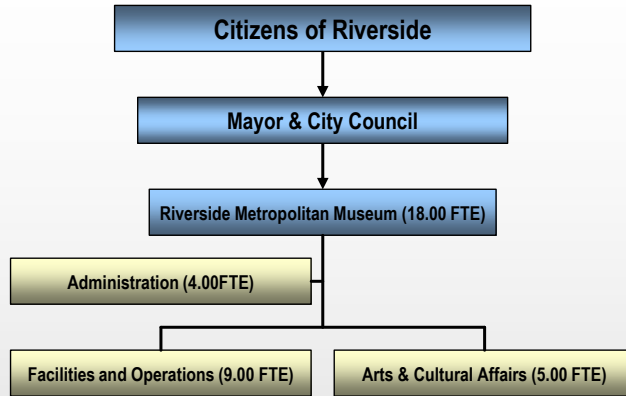 Citizens of Riverside
Mayor & City Council
Riverside Metropolitan Museum (18.00 FTE)
Administration (4.00FTE)
Facilities and Operations (9.00 FTE)
Arts & Cultural Affairs (5.00 FTE)